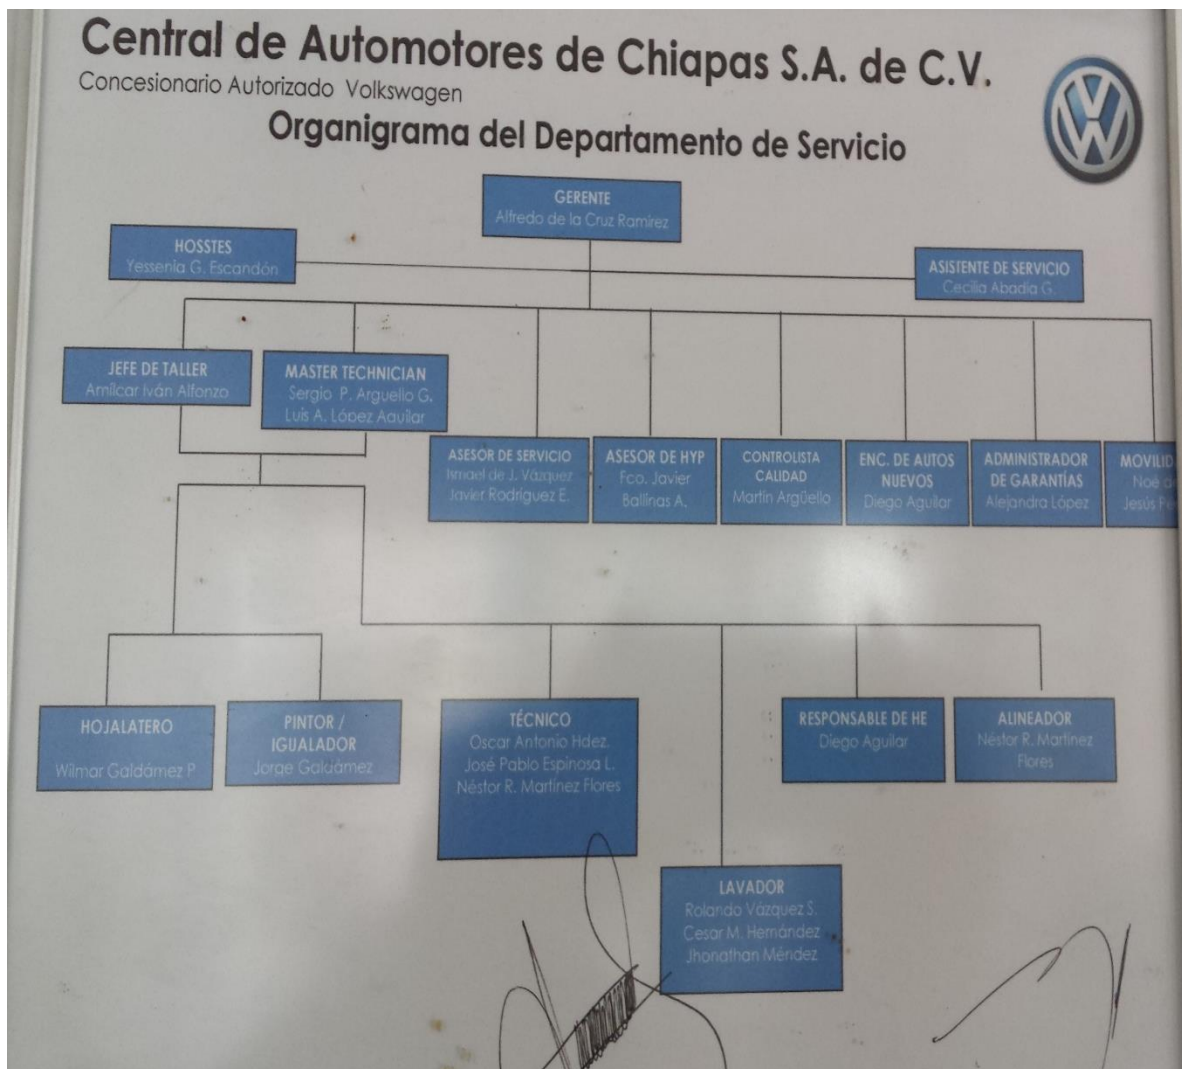 Central de Automotores de Chiapas S.A. de C.V.
Concesionario Autorizado Volkswagen
Organigrama del Departamento de Servicio
GERENTE
Alfredo de la Cruz Ramirez
HOSSTES
Yessenia G. Escandón
ASISTENTE DE SERVICIO
Cecilia Abadía G.
JEFE DE TALLER
Amílcar Iván Alfonzo
MASTER TECHNICIAN
Sergio P. Arguello G.
Luis A. López Aguilar
ASESOR DE SERVICIO
Ismael de J. Vázquez
Javier Rodríguez E.
ASESOR DE HYP
Fco. Javier
Ballinas A.
CONTROLISTA
CALIDAD
Martín Argüello
ENC. DE AUTOS
NUEVOS
Diego Aguilar
ADMINISTRADOR
DE GARANTÍAS
Alejandra López
MOVILID
Noé
Jesús
HOJALATERO
Wilmar Galdámez P
PINTOR /
IGUALADOR
Jorge Galdámez
TÉCNICO
Oscar Antonio Hdez.
José Pablo Espinosa L.
Néstor R. Martínez Flores
RESPONSABLE DE HE
Diego Aguilar
ALINEADOR
Néstor R. Martínez
Flores
LAVADOR
Rolando Vázquez S.
Cesar M. Hernández
Jhonathan Méndez